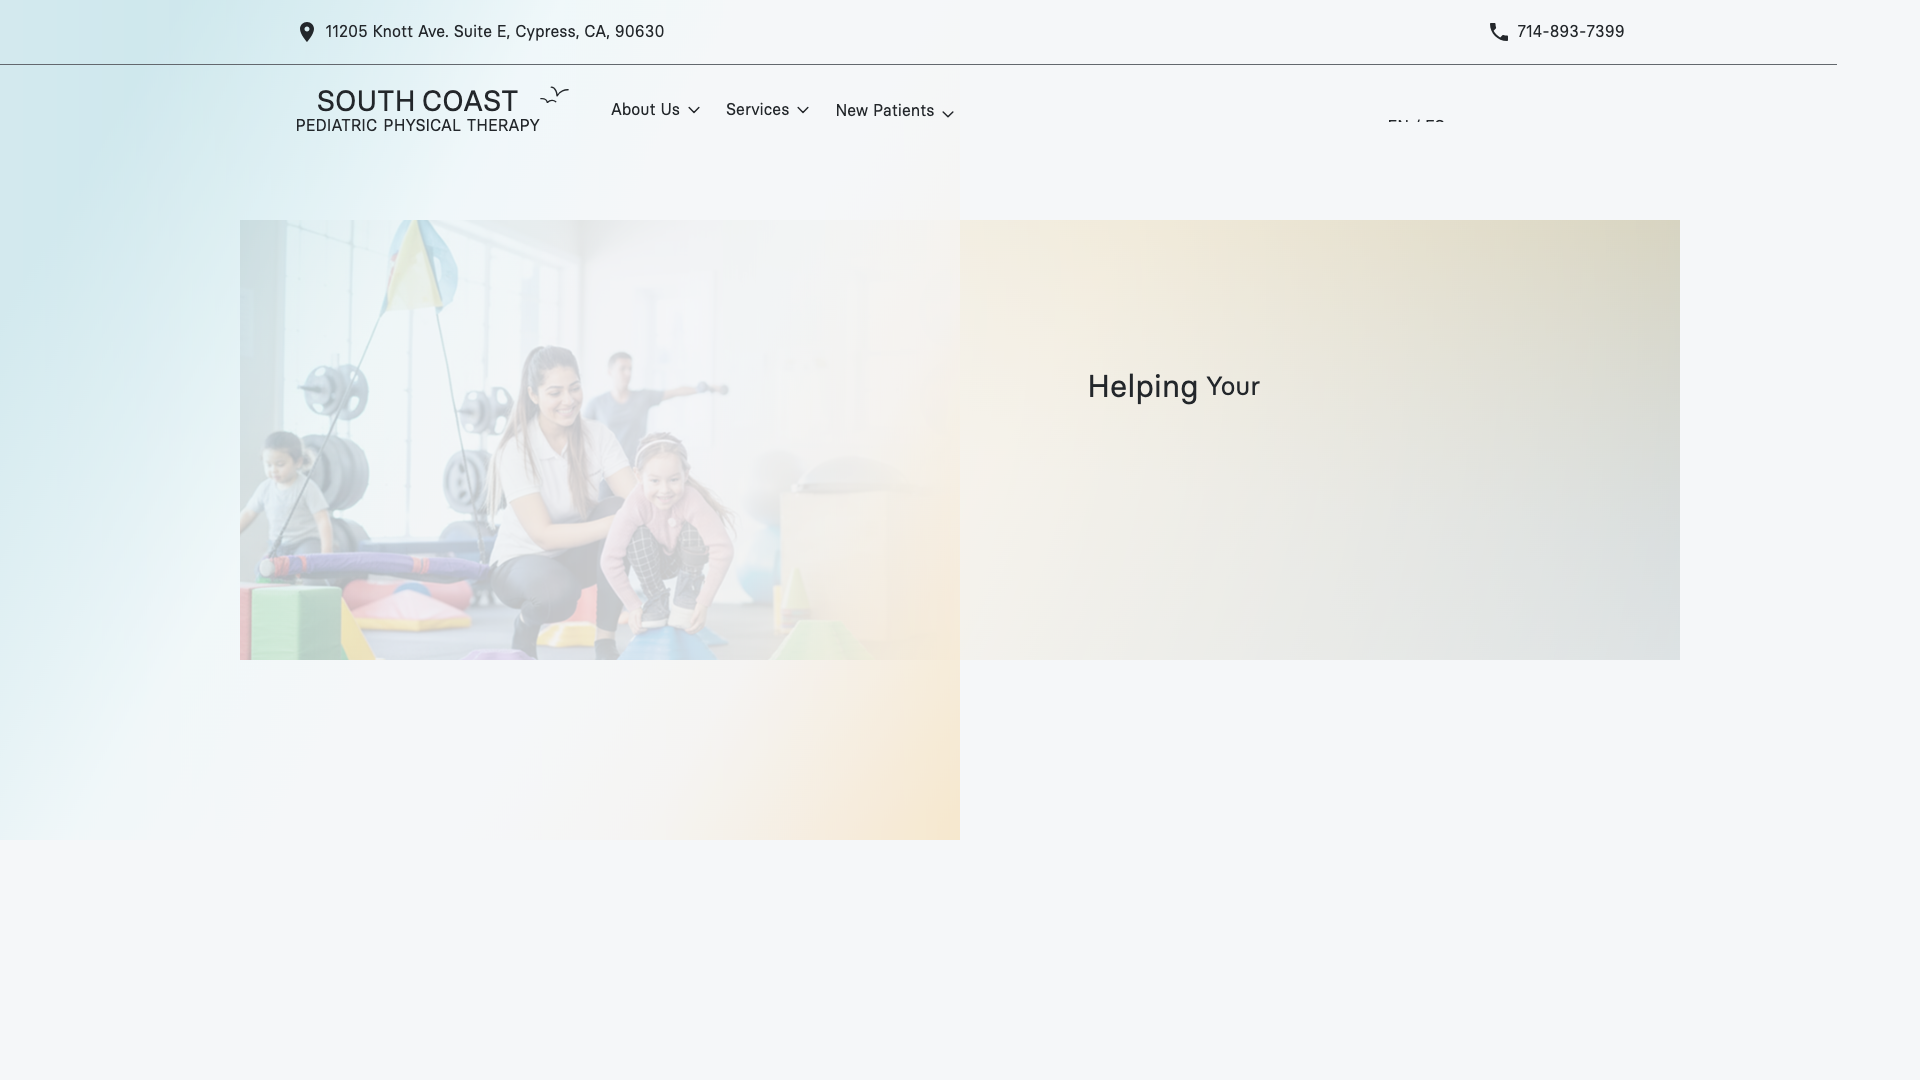 11205 Knott Ave. Suite E, Cypress, CA, 90630
714-893-7399
SOUTH COAST
PEDIATRIC PHYSICAL THERAPY
About Us
Services
New Patients
Helping Your